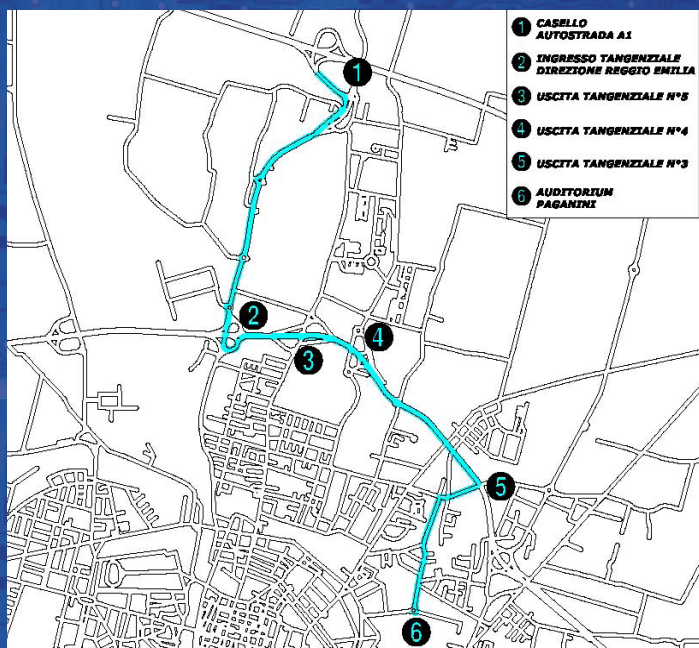 1 CASELLO
AUTOSTRADA A1
2 INGRESSO TANGENZIALE
DIREZIONE REGGIO EMILIA
3 USCITA TANGENZIALE N°5
4 USCITA TANGENZIALE N°4
5 USCITA TANGENZIALE N°3
6 AUDITORIUM
PAGANINI
1
2
3
4
5
6